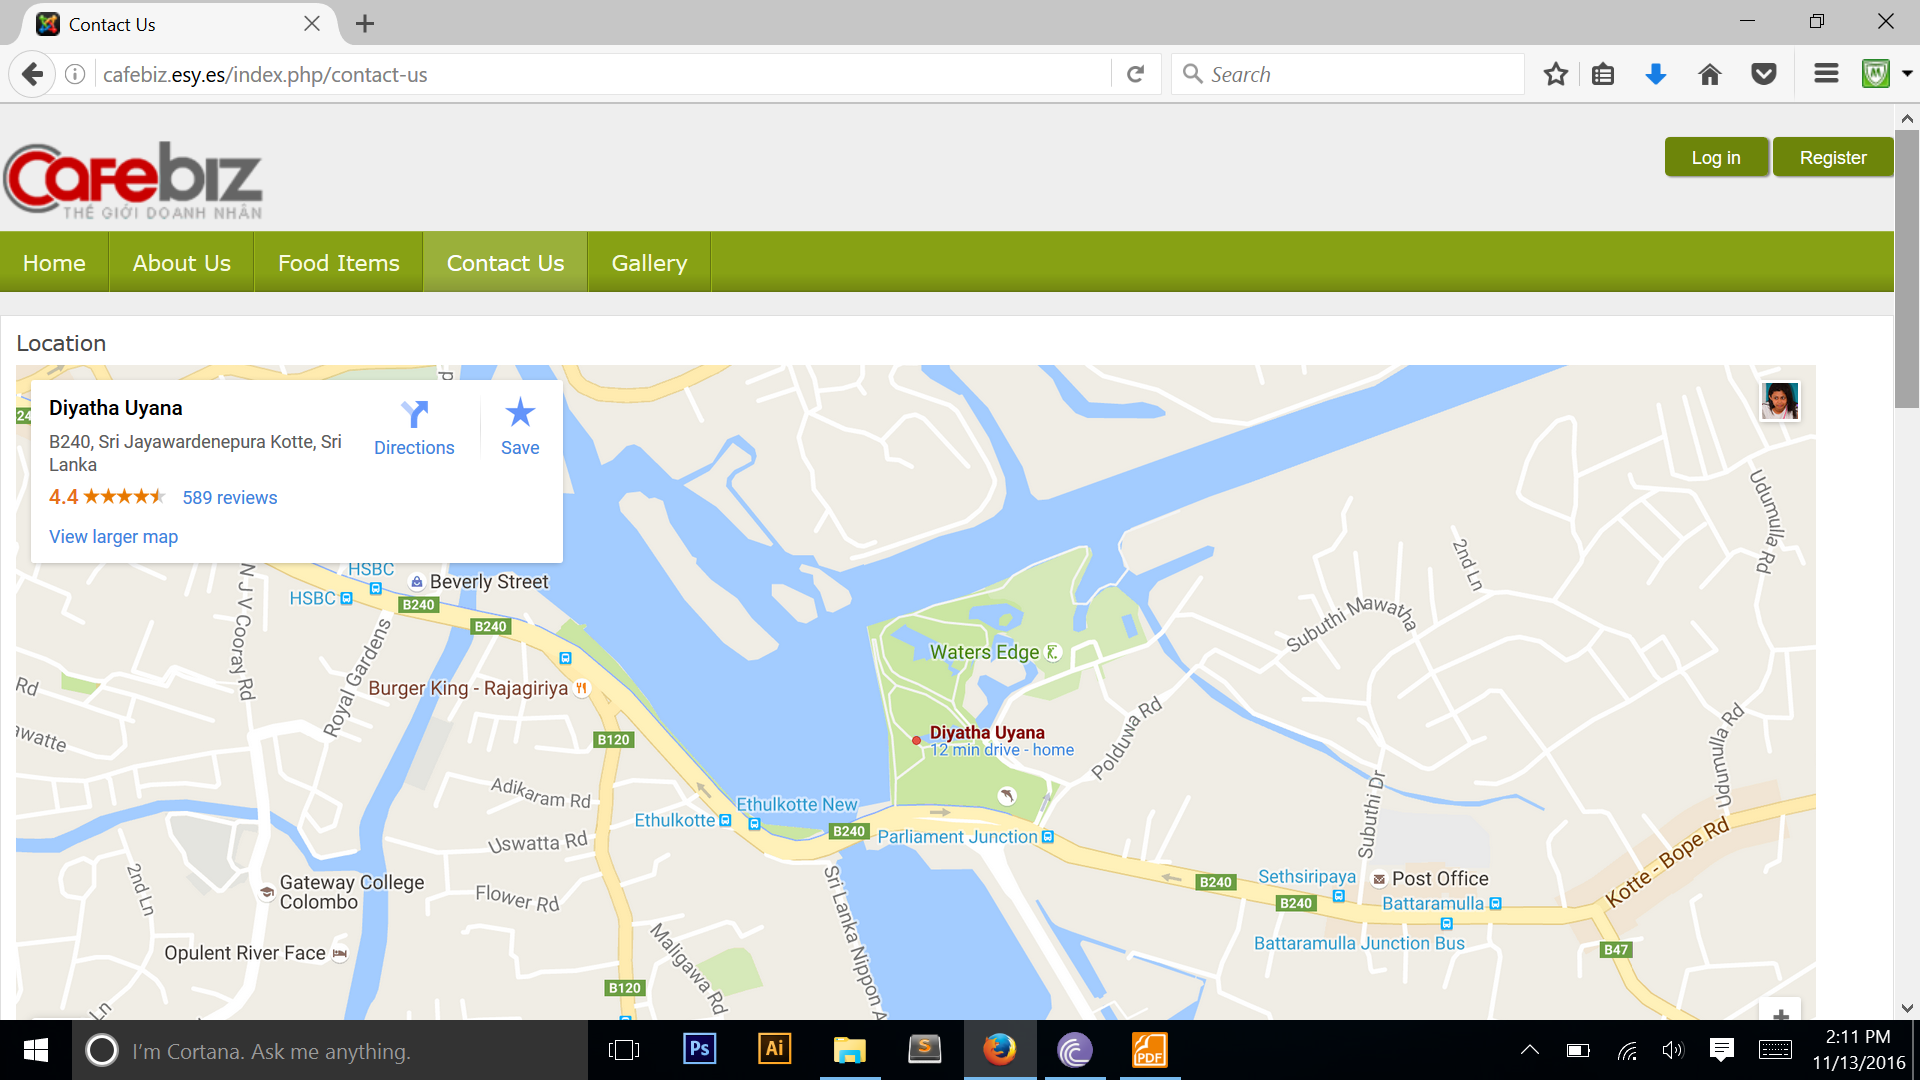 Contact Us
cafebiz.esy.es/index.php/contact-us
Search
Cafebiz
THẾ GIỚI DOANH NHÂN
Log in
Register
Home
About Us
Food Items
Contact Us
Gallery
Location
Diyatha Uyana
B240, Sri Jayawardenepura Kotte, Sri
Lanka
4.4
589 reviews
View larger map
Directions
Save
HSBC
HSBC
Beverly Street
B240
B240
N J V Cooray Rd
Royal Gardens
Rd
Burger King - Rajagiriya
B120
Adikaram Rd
Uswatta Rd
Flower Rd
Ethulkotte
Ethulkotte New
B240
Parliament Junction
Waters Edge
Diyatha Uyana
12 min drive - home
Polduwa Rd
Subuthi Mawatha
2nd Ln
Udumulla Rd
Udumulla Rd
Subuthi Dr
Kotte - Bope Rd
B240
B240
Sethsiripaya
Post Office
Battaramulla
Battaramulla Junction Bus
B47
2nd Ln
Gateway College
Colombo
Opulent River Face
B120
Maligawa Rd
Sri Lanka Nippon A
Ln
I'm Cortana. Ask me anything.
Ps
Ai
S
PDF
2:11 PM
11/13/2016